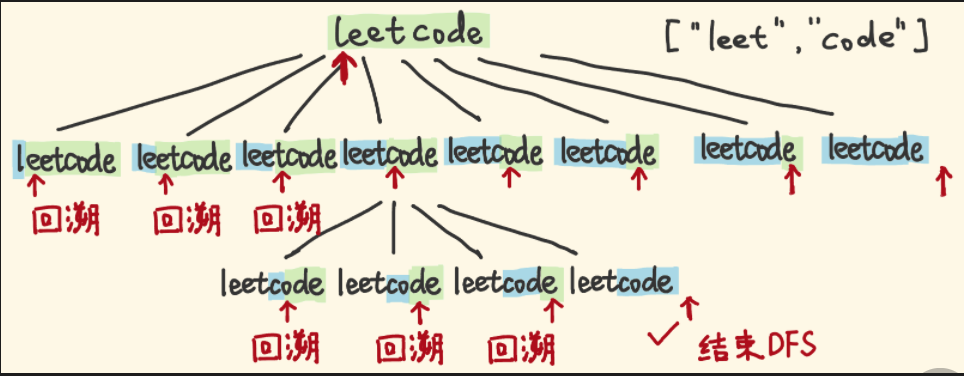 leetcode ["leet","code"]
leetcode leetcode leetcode leetcode leetcode leetcode leetcode leetcode
回溯 回溯 回溯
leetcode leetcode leetcode leetcode
回溯 回溯 回溯 ✓ 结束DFS